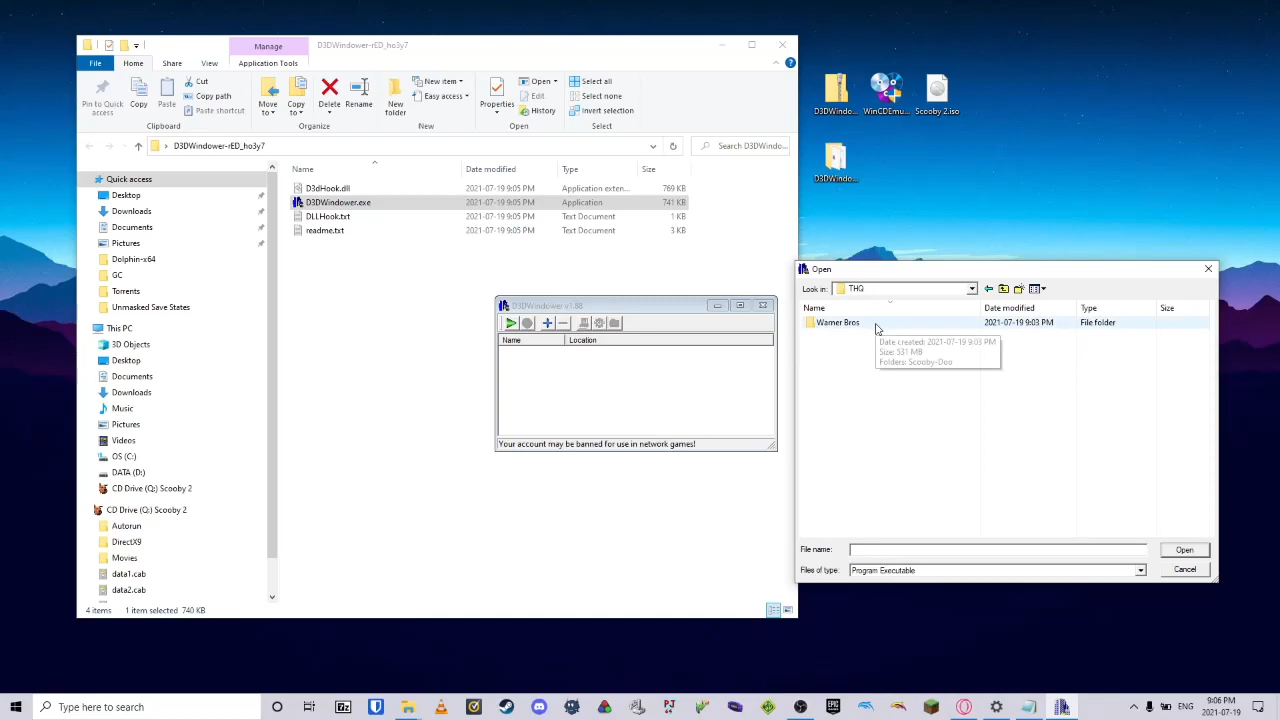 Manage
D3DWindower-rED_ho3y7
File
Home
Share
View
Application Tools
Pin to Quick access
Copy
Paste
Cut
Copy path
Paste shortcut
Clipboard
Move to
Copy to
Delete
Rename
Organize
New folder
New item
Easy access
New
Properties
Open
Edit
History
Open
Select all
Select none
Invert selection
Select
D3DWindower-rED_ho3y7
Search D3DWindo...
Quick access
Desktop
Downloads
Documents
Pictures
Dolphin-x64
GC
Torrents
Unmasked Save States
This PC
3D Objects
Desktop
Documents
Downloads
Music
Pictures
Videos
OS (C:)
DATA (D:)
CD Drive (Q:) Scooby 2
CD Drive (Q:) Scooby 2
Autorun
DirectX9
Movies
data1.cab
data2.cab
Name Date modified Type Size
D3dHook.dll 2021-07-19 9:05 PM Application exten... 769 KB
D3DWindower.exe 2021-07-19 9:05 PM Application 741 KB
DLLHook.txt 2021-07-19 9:05 PM Text Document 1 KB
readme.txt 2021-07-19 9:05 PM Text Document 3 KB
4 items 1 item selected 740 KB
D3DWindower v1.88
Name Location
Your account may be banned for use in network games!
D3DWindo...
WinCDEmu...
Scooby 2.iso
D3DWindo...
Open
Look in: THQ
Name Date modified Type Size
Warner Bros 2021-07-19 9:03 PM File folder
Date created: 2021-07-19 9:03 PM
Size: 531 MB
Folders: Scooby-Doo
File name:
Open
Files of type: Program Executable
Cancel
Type here to search
ENG
9:06 PM
2021-07-19